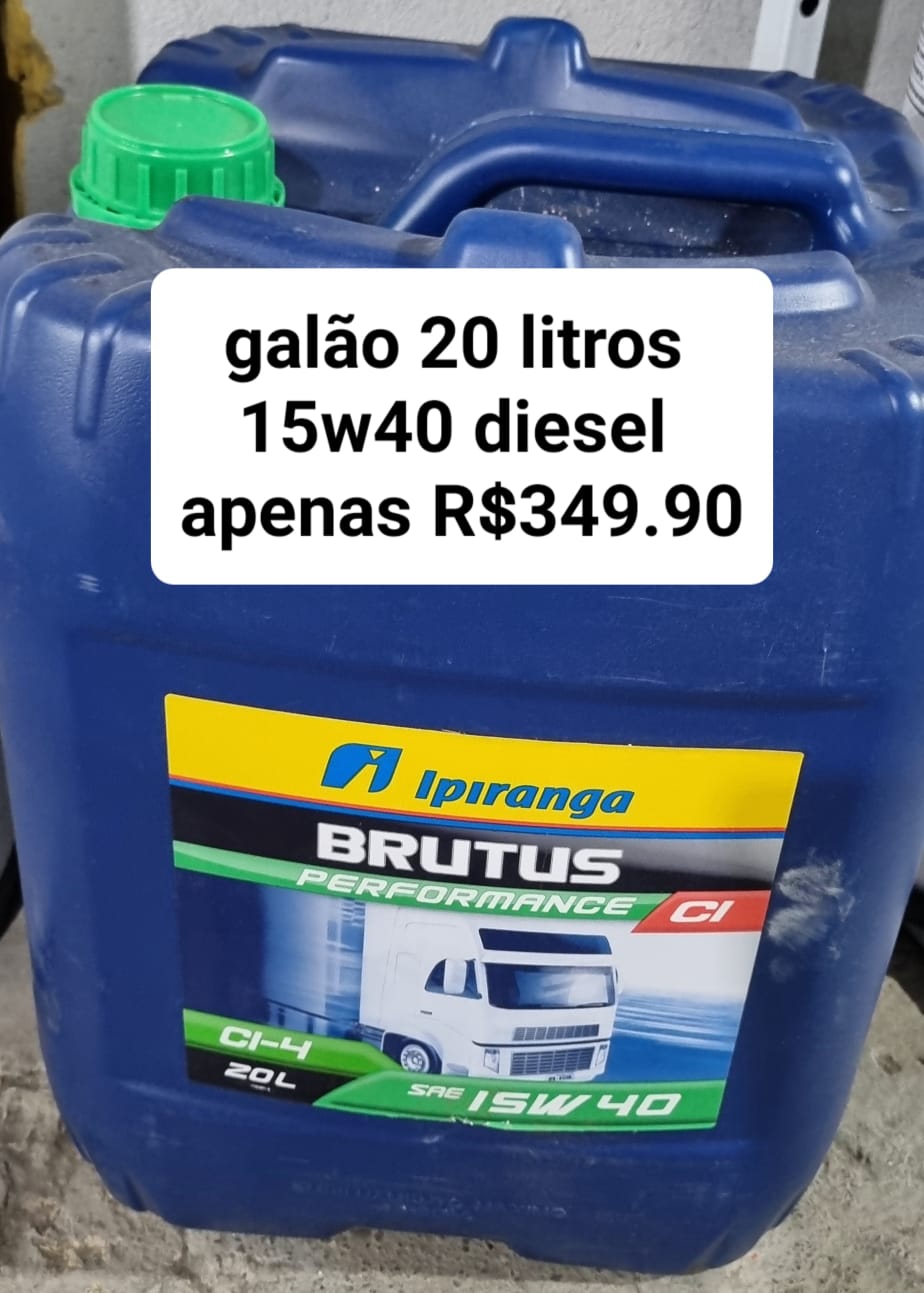 galão 20 litros
15w40 diesel
apenas R$349.90
Ipiranga
BRUTUS
PERFORMANCE CI
CI-4
20L
SAE 15W 40